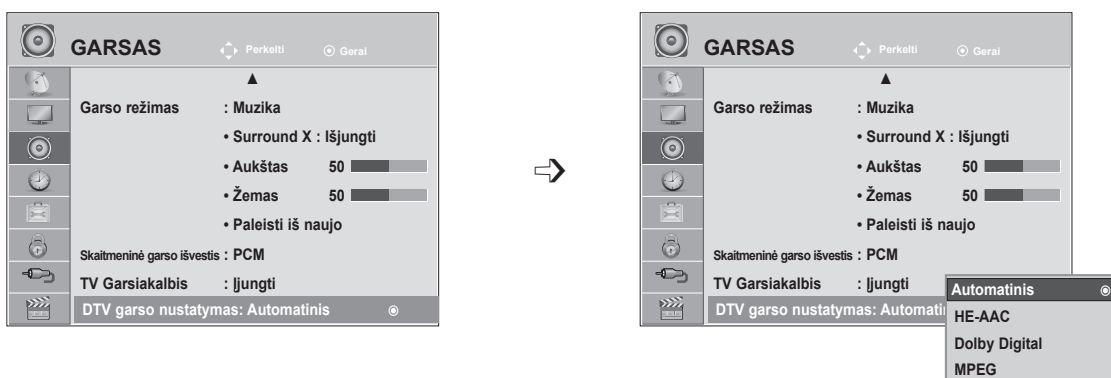 GARSAS Perkelti Gerai
Garso režimas : Muzika
• Surround X : Išjungti
• Aukštas 50
• Žemas 50
• Paleisti iš naujo
Skaitmeninė garso išvestis : PCM
TV Garsiakalbis : Įjungti
DTV garso nustatymas: Automatinis
GARSAS Perkelti Gerai
Garso režimas : Muzika
• Surround X : Išjungti
• Aukštas 50
• Žemas 50
• Paleisti iš naujo
Skaitmeninė garso išvestis : PCM
TV Garsiakalbis : Įjungti
DTV garso nustatymas: Automati
Automatinis
HE-AAC
Dolby Digital
MPEG